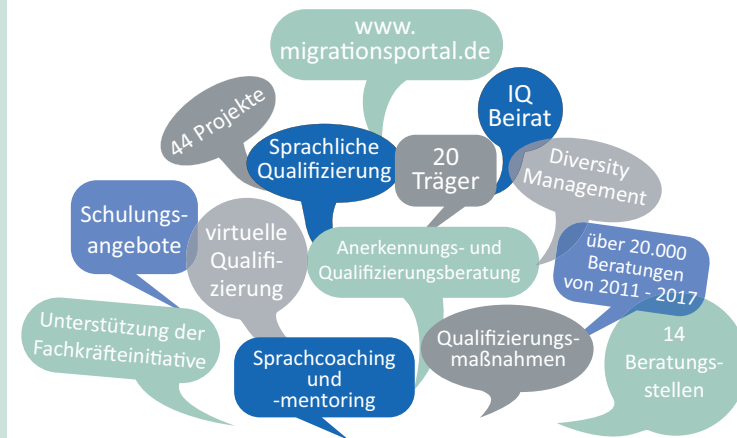 www.
migrationsportal.de
44 Projekte
Sprachliche
Qualifizierung
20
Träger
IQ
Beirat
Diversity
Management
Schulungs-
angebote
virtuelle
Qualifi-
zierung
Anerkennungs- und
Qualifizierungsberatung
über 20.000
Beratungen
von 2011 - 2017
Unterstützung der
Fachkräfteinitiative
Sprachcoaching
und
-mentoring
Qualifizierungs-
maßnahmen
14
Beratungs-
stellen